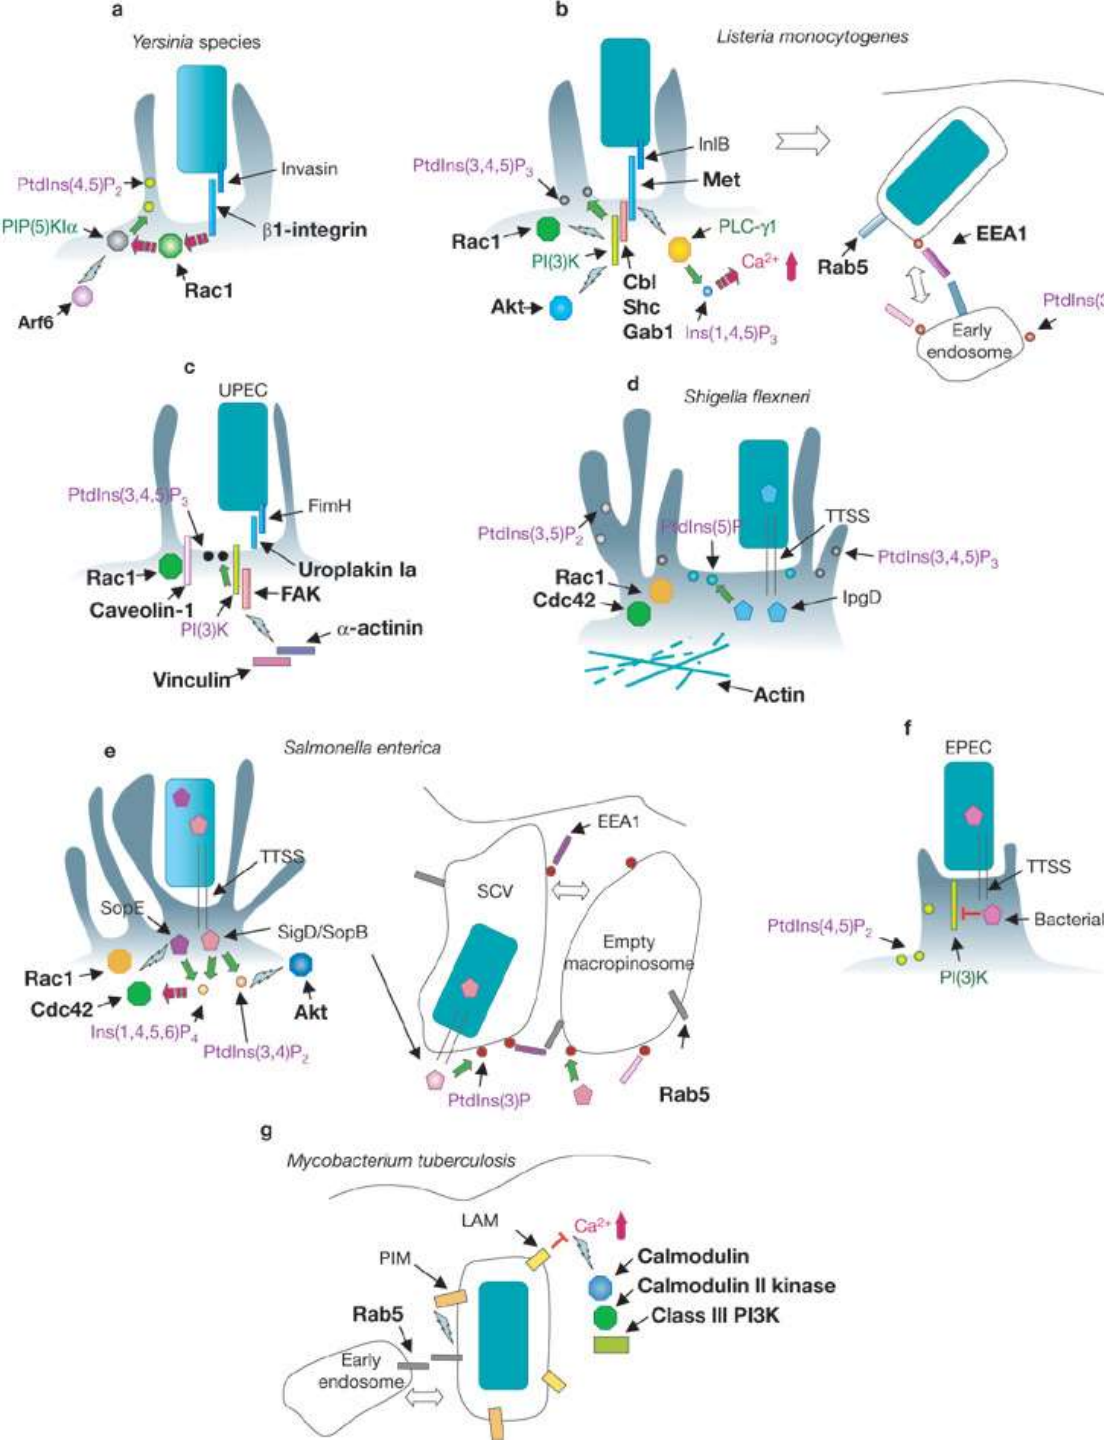 a
Yersinia species
PtdIns(4,5)P2
Invasin
PIP(5)KIα
β1-integrin
Rac1
Arf6
b
Listeria monocytogenes
InlB
PtdIns(3,4,5)P3
Met
Rac1
PLC-γ1
PI(3)K
Ca2+
Cbl
Akt
Shc
Gab1
Ins(1,4,5)P3
EEA1
Rab5
PtdIns(3
Early
endosome
c
UPEC
PtdIns(3,4,5)P3
FimH
Rac1
Uroplakin Ia
Caveolin-1
FAK
PI(3)K
α-actinin
Vinculin
d
Shigella flexneri
PtdIns(3,5)P2
PtdIns(5)P
TTSS
PtdIns(3,4,5)P3
Rac1
Cdc42
IpgD
Actin
e
Salmonella enterica
TTSS
SopE
SigD/SopB
Rac1
Cdc42
Akt
Ins(1,4,5,6)P4
PtdIns(3,4)P2
EEA1
SCV
Empty
macropinosome
PtdIns(3)P
Rab5
f
EPEC
TTSS
PtdIns(4,5)P2
Bacterial
PI(3)K
g
Mycobacterium tuberculosis
LAM
Ca2+
PIM
Calmodulin
Calmodulin II kinase
Rab5
Class III PI3K
Early
endosome